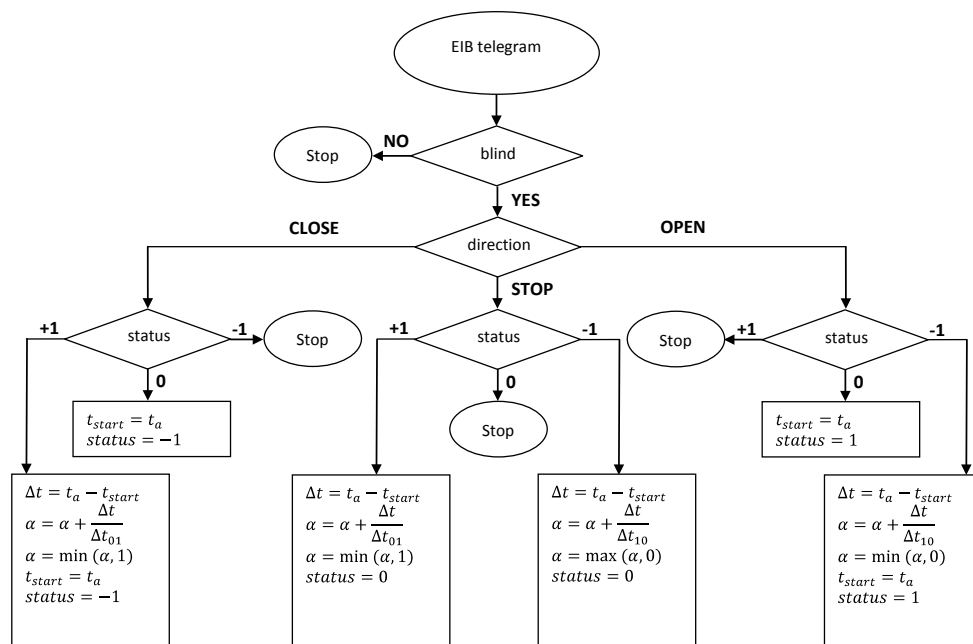 EIB telegram
NO
blind
Stop
YES
CLOSE
OPEN
direction
STOP
+1
status
-1
Stop
0
+1
status
-1
0
Stop
Stop
+1
status
-1
0
t_start = t_a
status = −1
t_start = t_a
status = 1
Δt = t_a − t_start
α = α + Δt/Δt_01
α = min (α, 1)
t_start = t_a
status = −1
Δt = t_a − t_start
α = α + Δt/Δt_01
α = min (α, 1)
status = 0
Δt = t_a − t_start
α = α + Δt/Δt_10
α = max (α, 0)
status = 0
Δt = t_a − t_start
α = α + Δt/Δt_10
α = min (α, 0)
t_start = t_a
status = 1